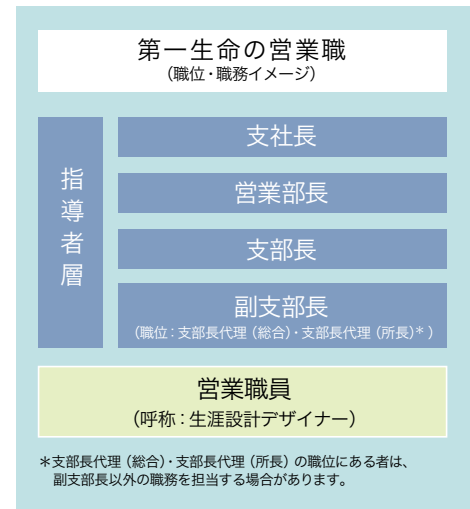 第一生命の営業職
（職位・職務イメージ）
指導者層
支社長
営業部長
支部長
副支部長
（職位：支部長代理（総合）・支部長代理（所長）＊）
営業職員
（呼称：生涯設計デザイナー）
＊支部長代理（総合）・支部長代理（所長）の職位にある者は、
副支部長以外の職務を担当する場合があります。